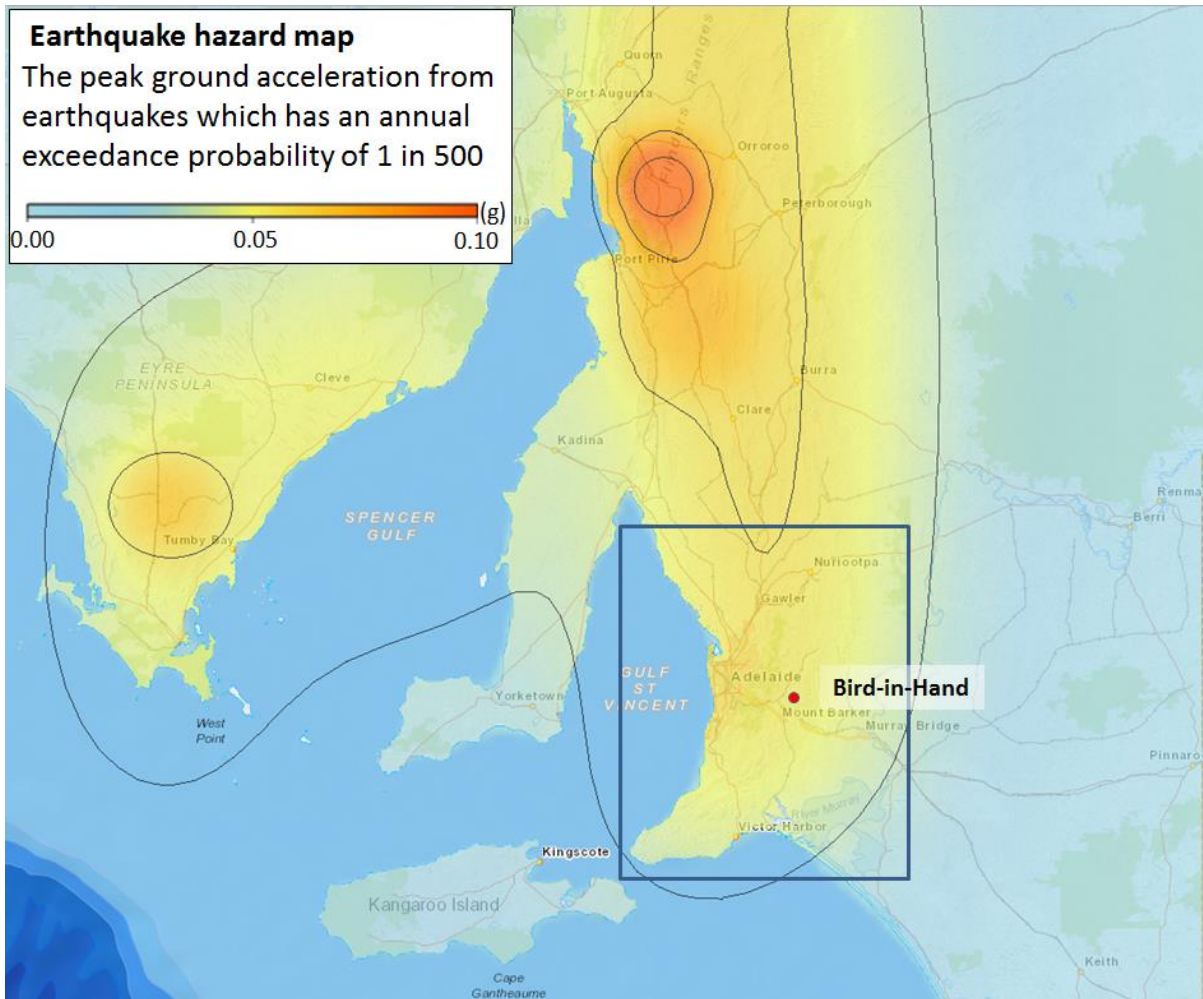 Earthquake hazard map
The peak ground acceleration from
earthquakes which has an annual
exceedance probability of 1 in 500
(g)
0.00 0.05 0.10
Quorn
Port Augusta
Flinders Ranges
Orroroo
Peterborough
Port Pirie
EYRE
PENINSULA
Cleve
Burra
Clare
Kadina
SPENCER
GULF
Tumby Bay
Berri
Nuriootpa
Gawler
GULF
ST
VINCENT
Adelaide
Bird-in-Hand
Mount Barker
Murray Bridge
Yorketown
West
Point
Pinnaro
River Murray
Victor Harbor
Kingscote
Kangaroo Island
Keith
Cape
Gantheaume